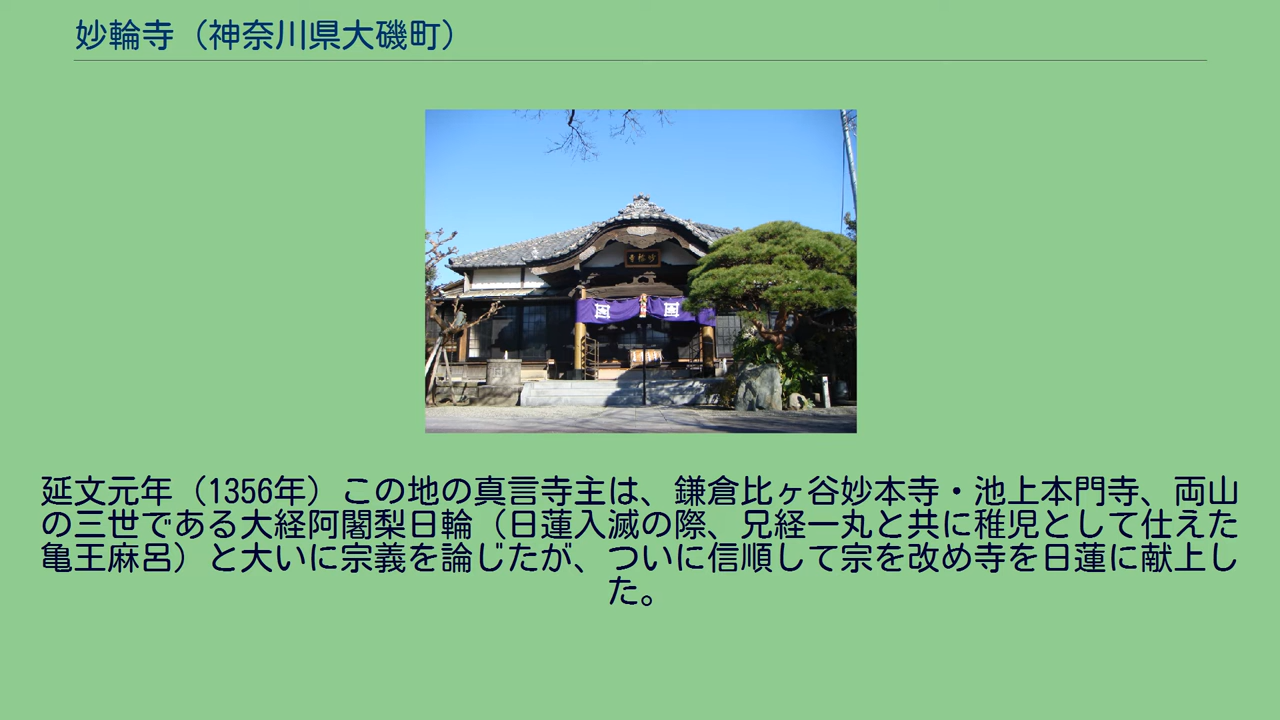 妙輪寺（神奈川県大磯町）
延文元年（1356年）この地の真言寺主は、鎌倉比ヶ谷妙本寺・池上本門寺、両山
の三世である大経阿闍梨日輪（日蓮入滅の際、兄経一丸と共に稚児として仕えた
亀王麻呂）と大いに宗義を論じたが、ついに信順して宗を改め寺を日蓮に献上し
た。